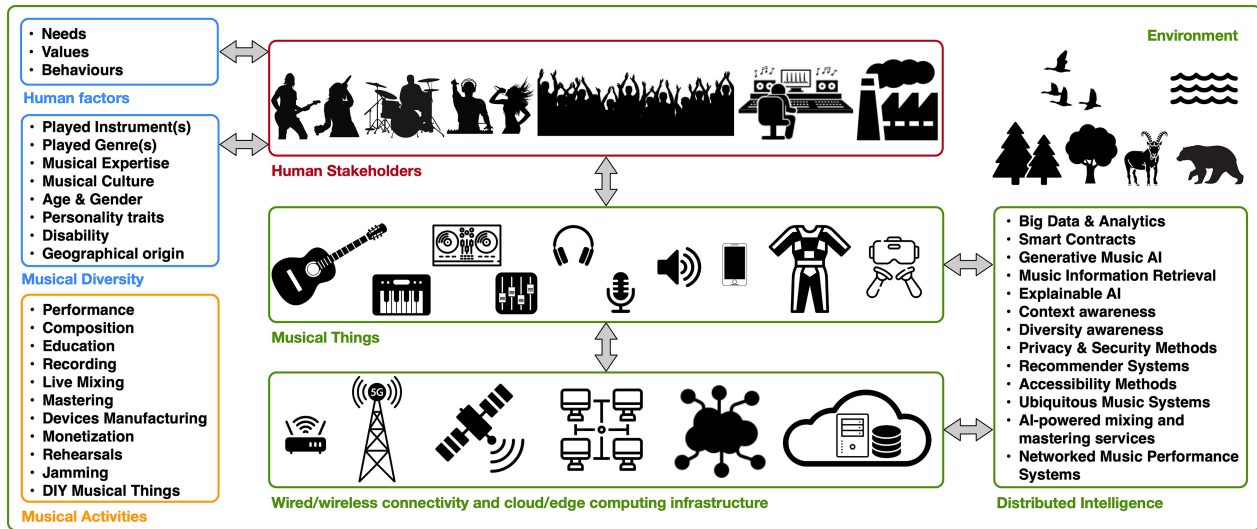 • Needs
• Values
• Behaviours
Human factors
• Played Instrument(s)
• Played Genre(s)
• Musical Expertise
• Musical Culture
• Age & Gender
• Personality traits
• Disability
• Geographical origin
Musical Diversity
• Performance
• Composition
• Education
• Recording
• Live Mixing
• Mastering
• Devices Manufacturing
• Monetization
• Rehearsals
• Jamming
• DIY Musical Things
Musical Activities
Human Stakeholders
Musical Things
5G
Wired/wireless connectivity and cloud/edge computing infrastructure
Environment
• Big Data & Analytics
• Smart Contracts
• Generative Music AI
• Music Information Retrieval
• Explainable AI
• Context awareness
• Diversity awareness
• Privacy & Security Methods
• Recommender Systems
• Accessibility Methods
• Ubiquitous Music Systems
• AI-powered mixing and
mastering services
• Networked Music Performance
Systems
Distributed Intelligence